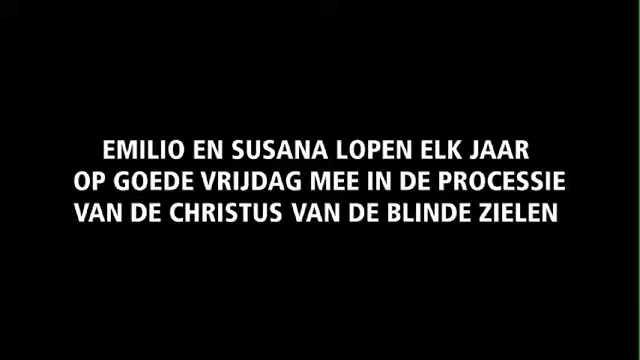 EMILIO EN SUSANA LOPEN ELK JAAR
OP GOEDE VRIJDAG MEE IN DE PROCESSIE
VAN DE CHRISTUS VAN DE BLINDE ZIELEN